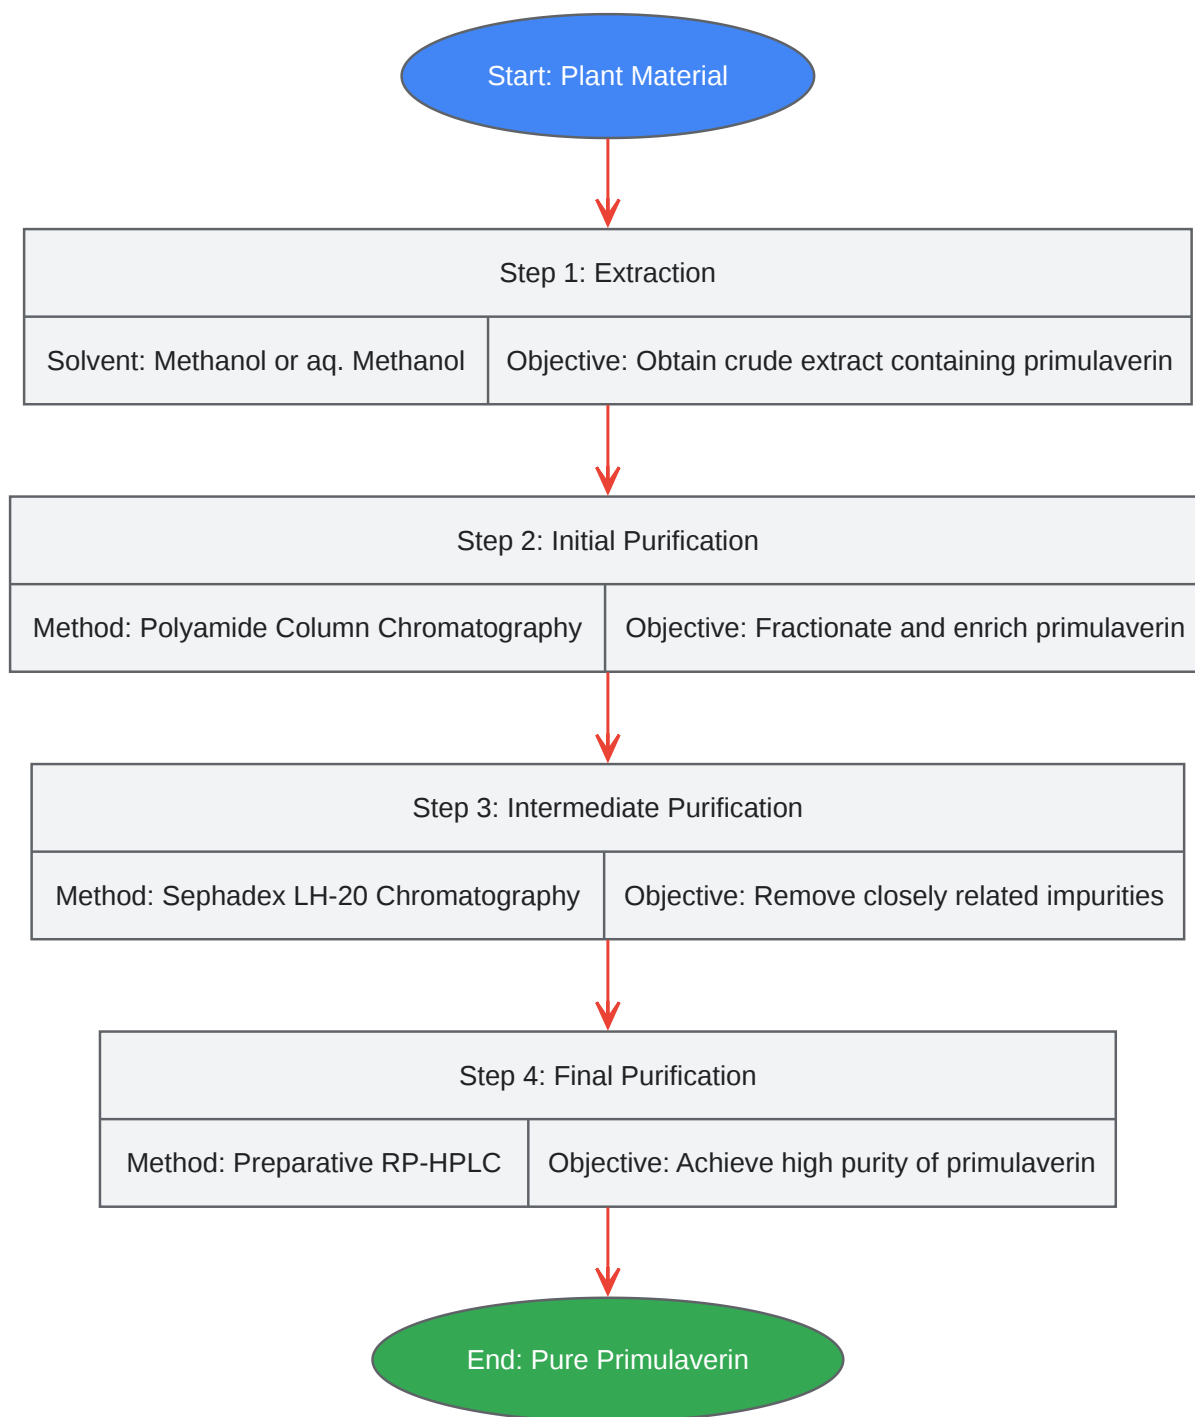 Start: Plant Material
Step 1: Extraction
Solvent: Methanol or aq. Methanol
Objective: Obtain crude extract containing primulaverin
Step 2: Initial Purification
Method: Polyamide Column Chromatography
Objective: Fractionate and enrich primulaverin
Step 3: Intermediate Purification
Method: Sephadex LH-20 Chromatography
Objective: Remove closely related impurities
Step 4: Final Purification
Method: Preparative RP-HPLC
Objective: Achieve high purity of primulaverin
End: Pure Primulaverin